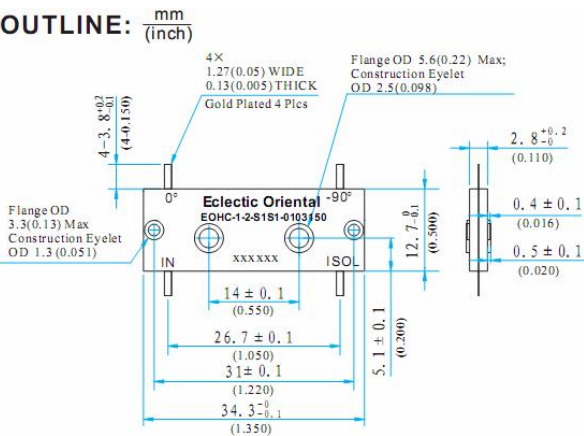 OUTLINE: mm
(inch)
4×
1.27(0.05) WIDE
0.13(0.005) THICK
Gold Plated 4 Plcs
Flange OD 5.6(0.22) Max;
Construction Eyelet
OD 2.5(0.098)
4-3.8+0.2 -0.1
(4-0.150)
2.8+0.2 -0
(0.110)
Flange OD
3.3(0.13) Max
Construction Eyelet
OD 1.3 (0.051)
0° Eclectic Oriental -90°
EOHC-1-2-S1S1-0103150
IN xxxxxx ISOL
12.7 0 -0.1
(0.500)
0.4 ± 0.1
(0.016)
0.5 ± 0.1
(0.020)
14 ± 0.1
(0.550)
5.1 ± 0.1
(0.200)
26.7 ± 0.1
(1.050)
31± 0.1
(1.220)
34.3-0 -0.1
(1.350)